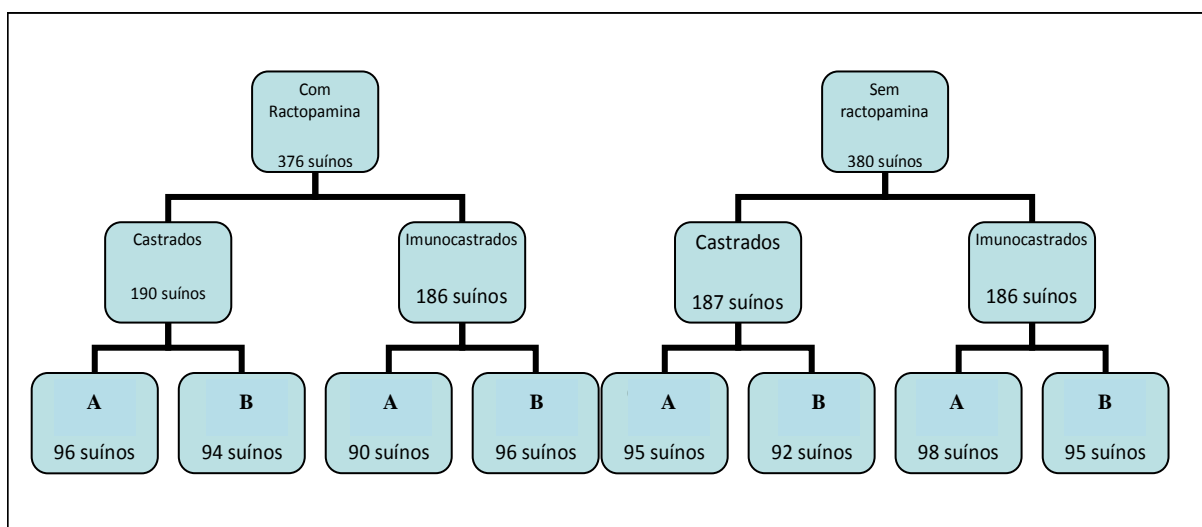 Com
Ractopamina
376 suínos
Sem
ractopamina
380 suínos
Castrados
190 suínos
Imunocastrados
186 suínos
Castrados
187 suínos
Imunocastrados
186 suínos
A
96 suínos
B
94 suínos
A
90 suínos
B
96 suínos
A
95 suínos
B
92 suínos
A
98 suínos
B
95 suínos